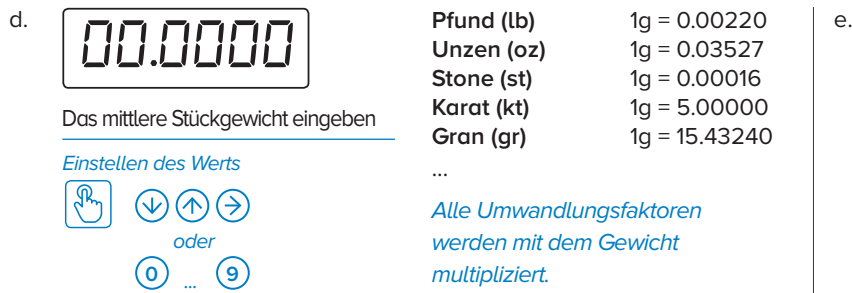 d.
00.0000
Das mittlere Stückgewicht eingeben
Einstellen des Werts
oder
0 ... 9
Pfund (lb) 1g = 0.00220
Unzen (oz) 1g = 0.03527
Stone (st) 1g = 0.00016
Karat (kt) 1g = 5.00000
Gran (gr) 1g = 15.43240
...
Alle Umwandlungsfaktoren
werden mit dem Gewicht
multipliziert.
e.